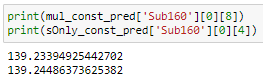 print(mul_const_pred['Sub160'][0][8])
print(sOnly_const_pred['Sub160'][0][4])
139.23394925442702
139.24486373625382